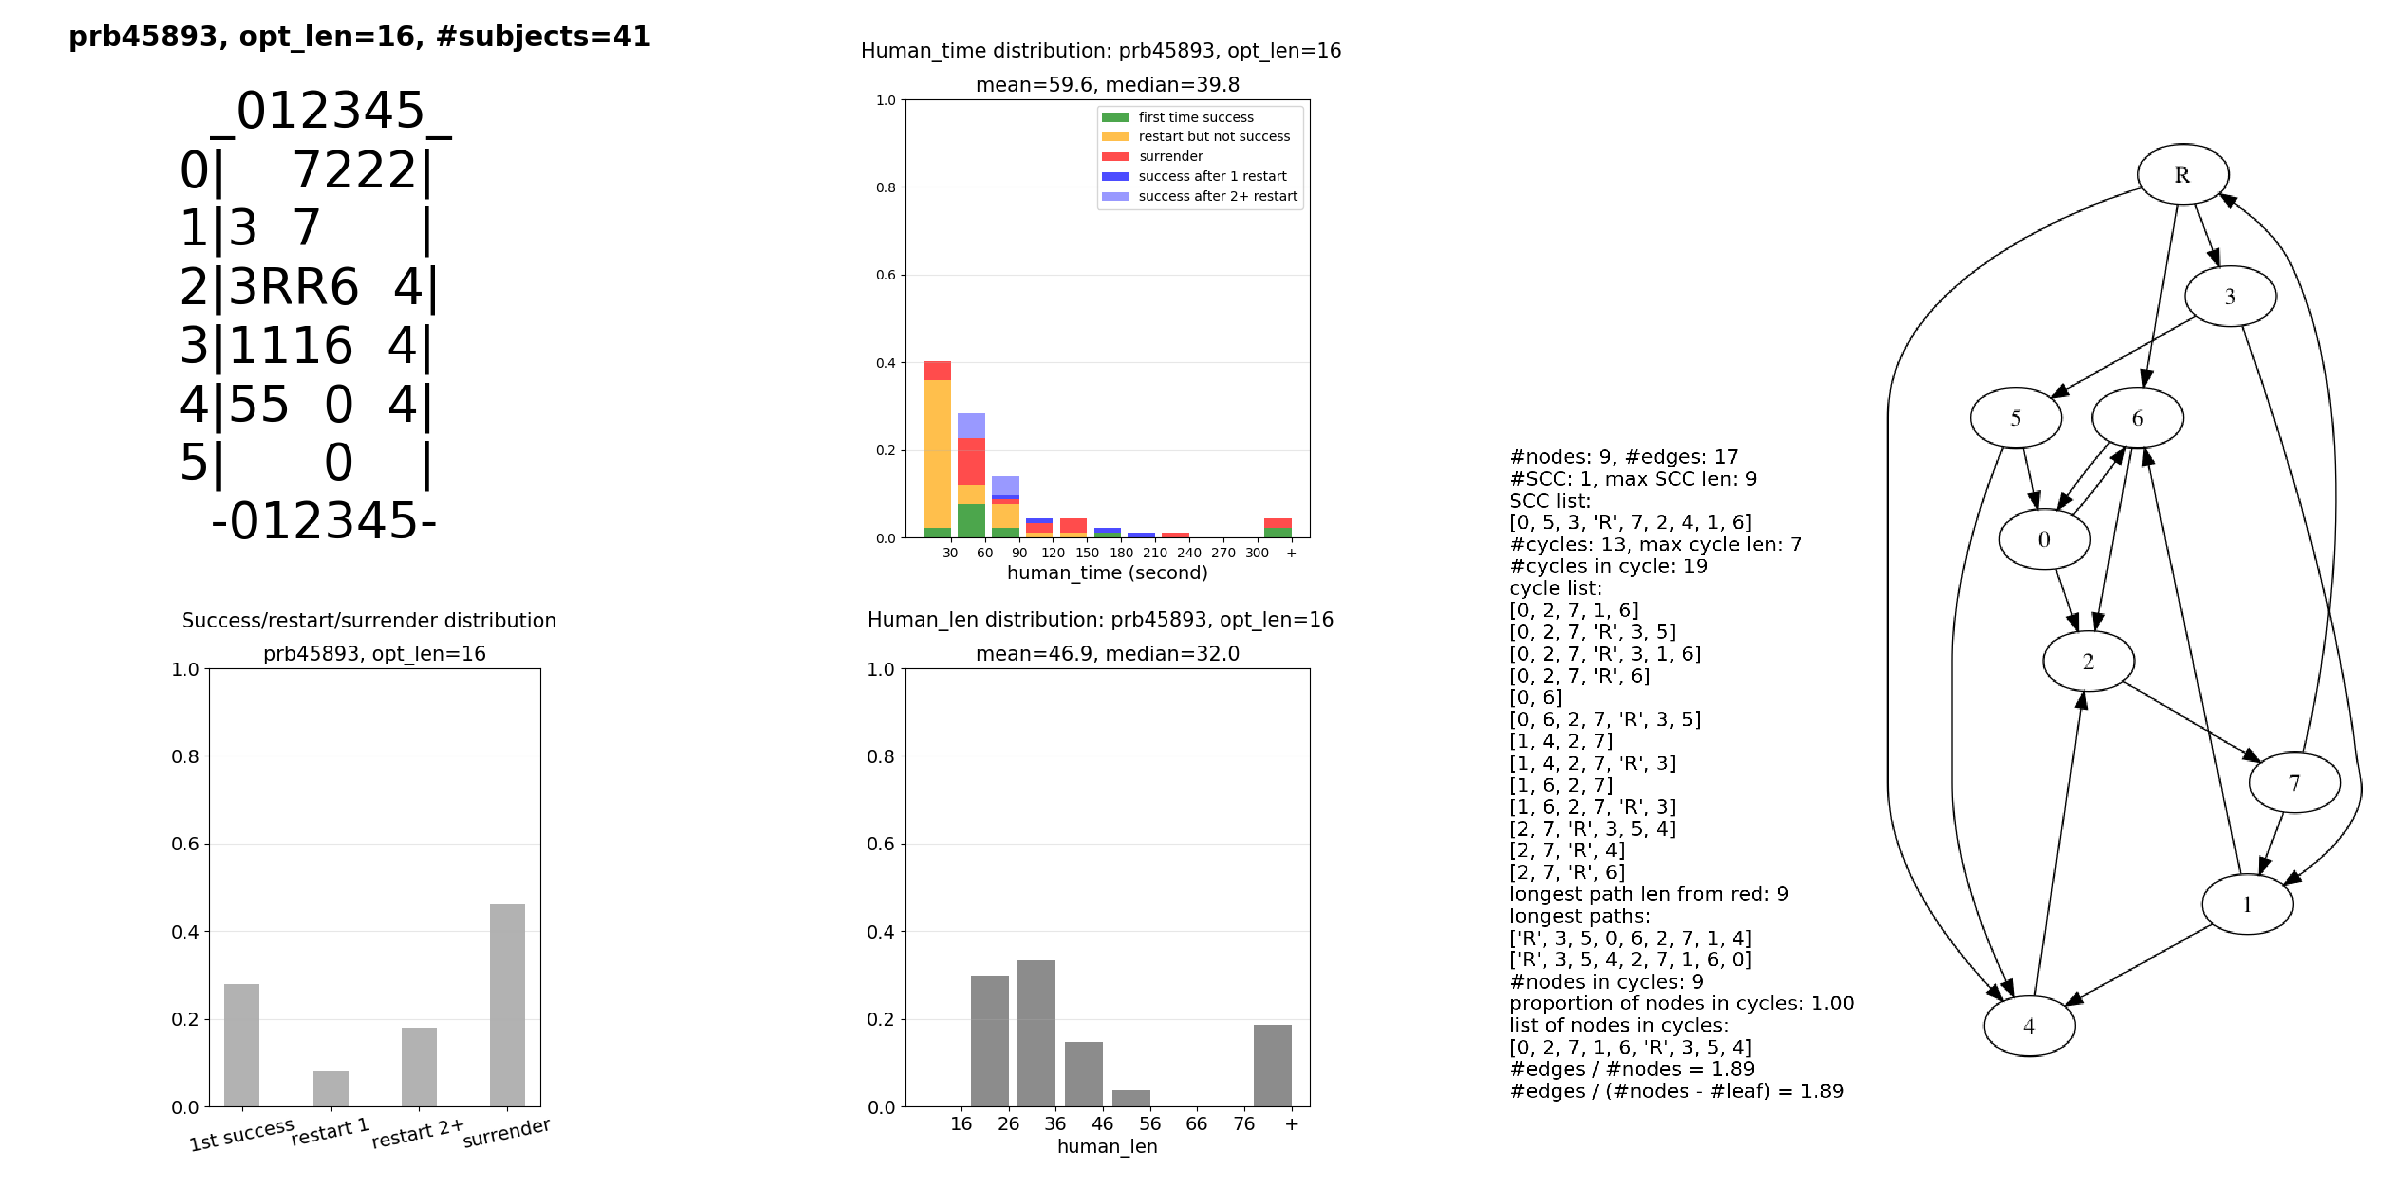 prb45893, opt_len=16, #subjects=41
_012345_
0|  7222|
1|3 7   |
2|3RR6 4|
3|1116 4|
4|55 0 4|
5|   0  |
-012345-
Human_time distribution: prb45893, opt_len=16
mean=59.6, median=39.8
1.0
0.8
0.6
0.4
0.2
0.0
first time success
restart but not success
surrender
success after 1 restart
success after 2+ restart
30 60 90 120 150 180 210 240 270 300 +
human_time (second)
Success/restart/surrender distribution
prb45893, opt_len=16
1.0
0.8
0.6
0.4
0.2
0.0
1st success restart 1 restart 2+ surrender
Human_len distribution: prb45893, opt_len=16
mean=46.9, median=32.0
1.0
0.8
0.6
0.4
0.2
0.0
16 26 36 46 56 66 76 +
human_len
#nodes: 9, #edges: 17
#SCC: 1, max SCC len: 9
SCC list:
[0, 5, 3, 'R', 7, 2, 4, 1, 6]
#cycles: 13, max cycle len: 7
#cycles in cycle: 19
cycle list:
[0, 2, 7, 1, 6]
[0, 2, 7, 'R', 3, 5]
[0, 2, 7, 'R', 3, 1, 6]
[0, 2, 7, 'R', 6]
[0, 6]
[0, 6, 2, 7, 'R', 3, 5]
[1, 4, 2, 7]
[1, 4, 2, 7, 'R', 3]
[1, 6, 2, 7]
[1, 6, 2, 7, 'R', 3]
[2, 7, 'R', 3, 5, 4]
[2, 7, 'R', 4]
[2, 7, 'R', 6]
longest path len from red: 9
longest paths:
['R', 3, 5, 0, 6, 2, 7, 1, 4]
['R', 3, 5, 4, 2, 7, 1, 6, 0]
#nodes in cycles: 9
proportion of nodes in cycles: 1.00
list of nodes in cycles:
[0, 2, 7, 1, 6, 'R', 3, 5, 4]
#edges / #nodes = 1.89
#edges / (#nodes - #leaf) = 1.89
R
3
5
6
0
2
7
1
4